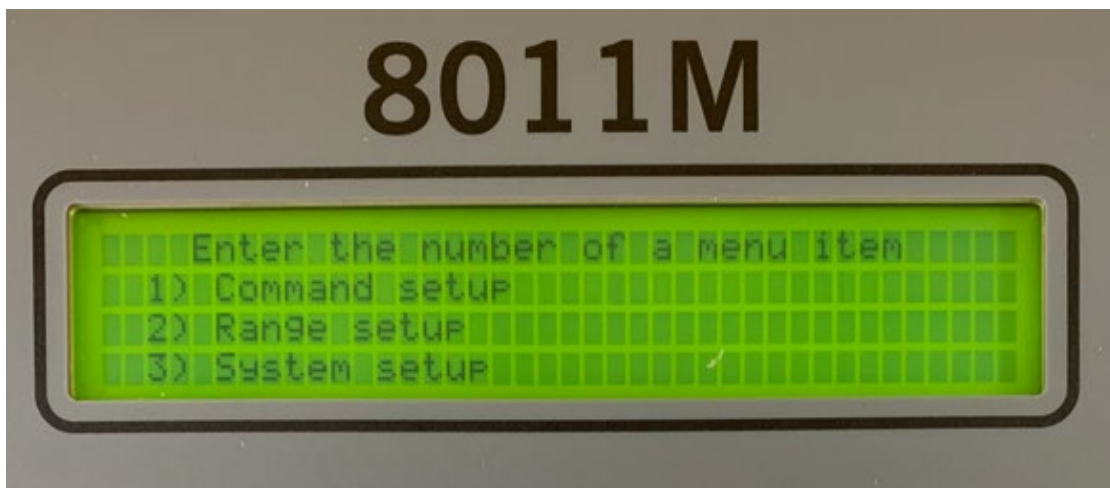 8011M
Enter the number of a menu item
1) Command setup
2) Range setup
3) System setup